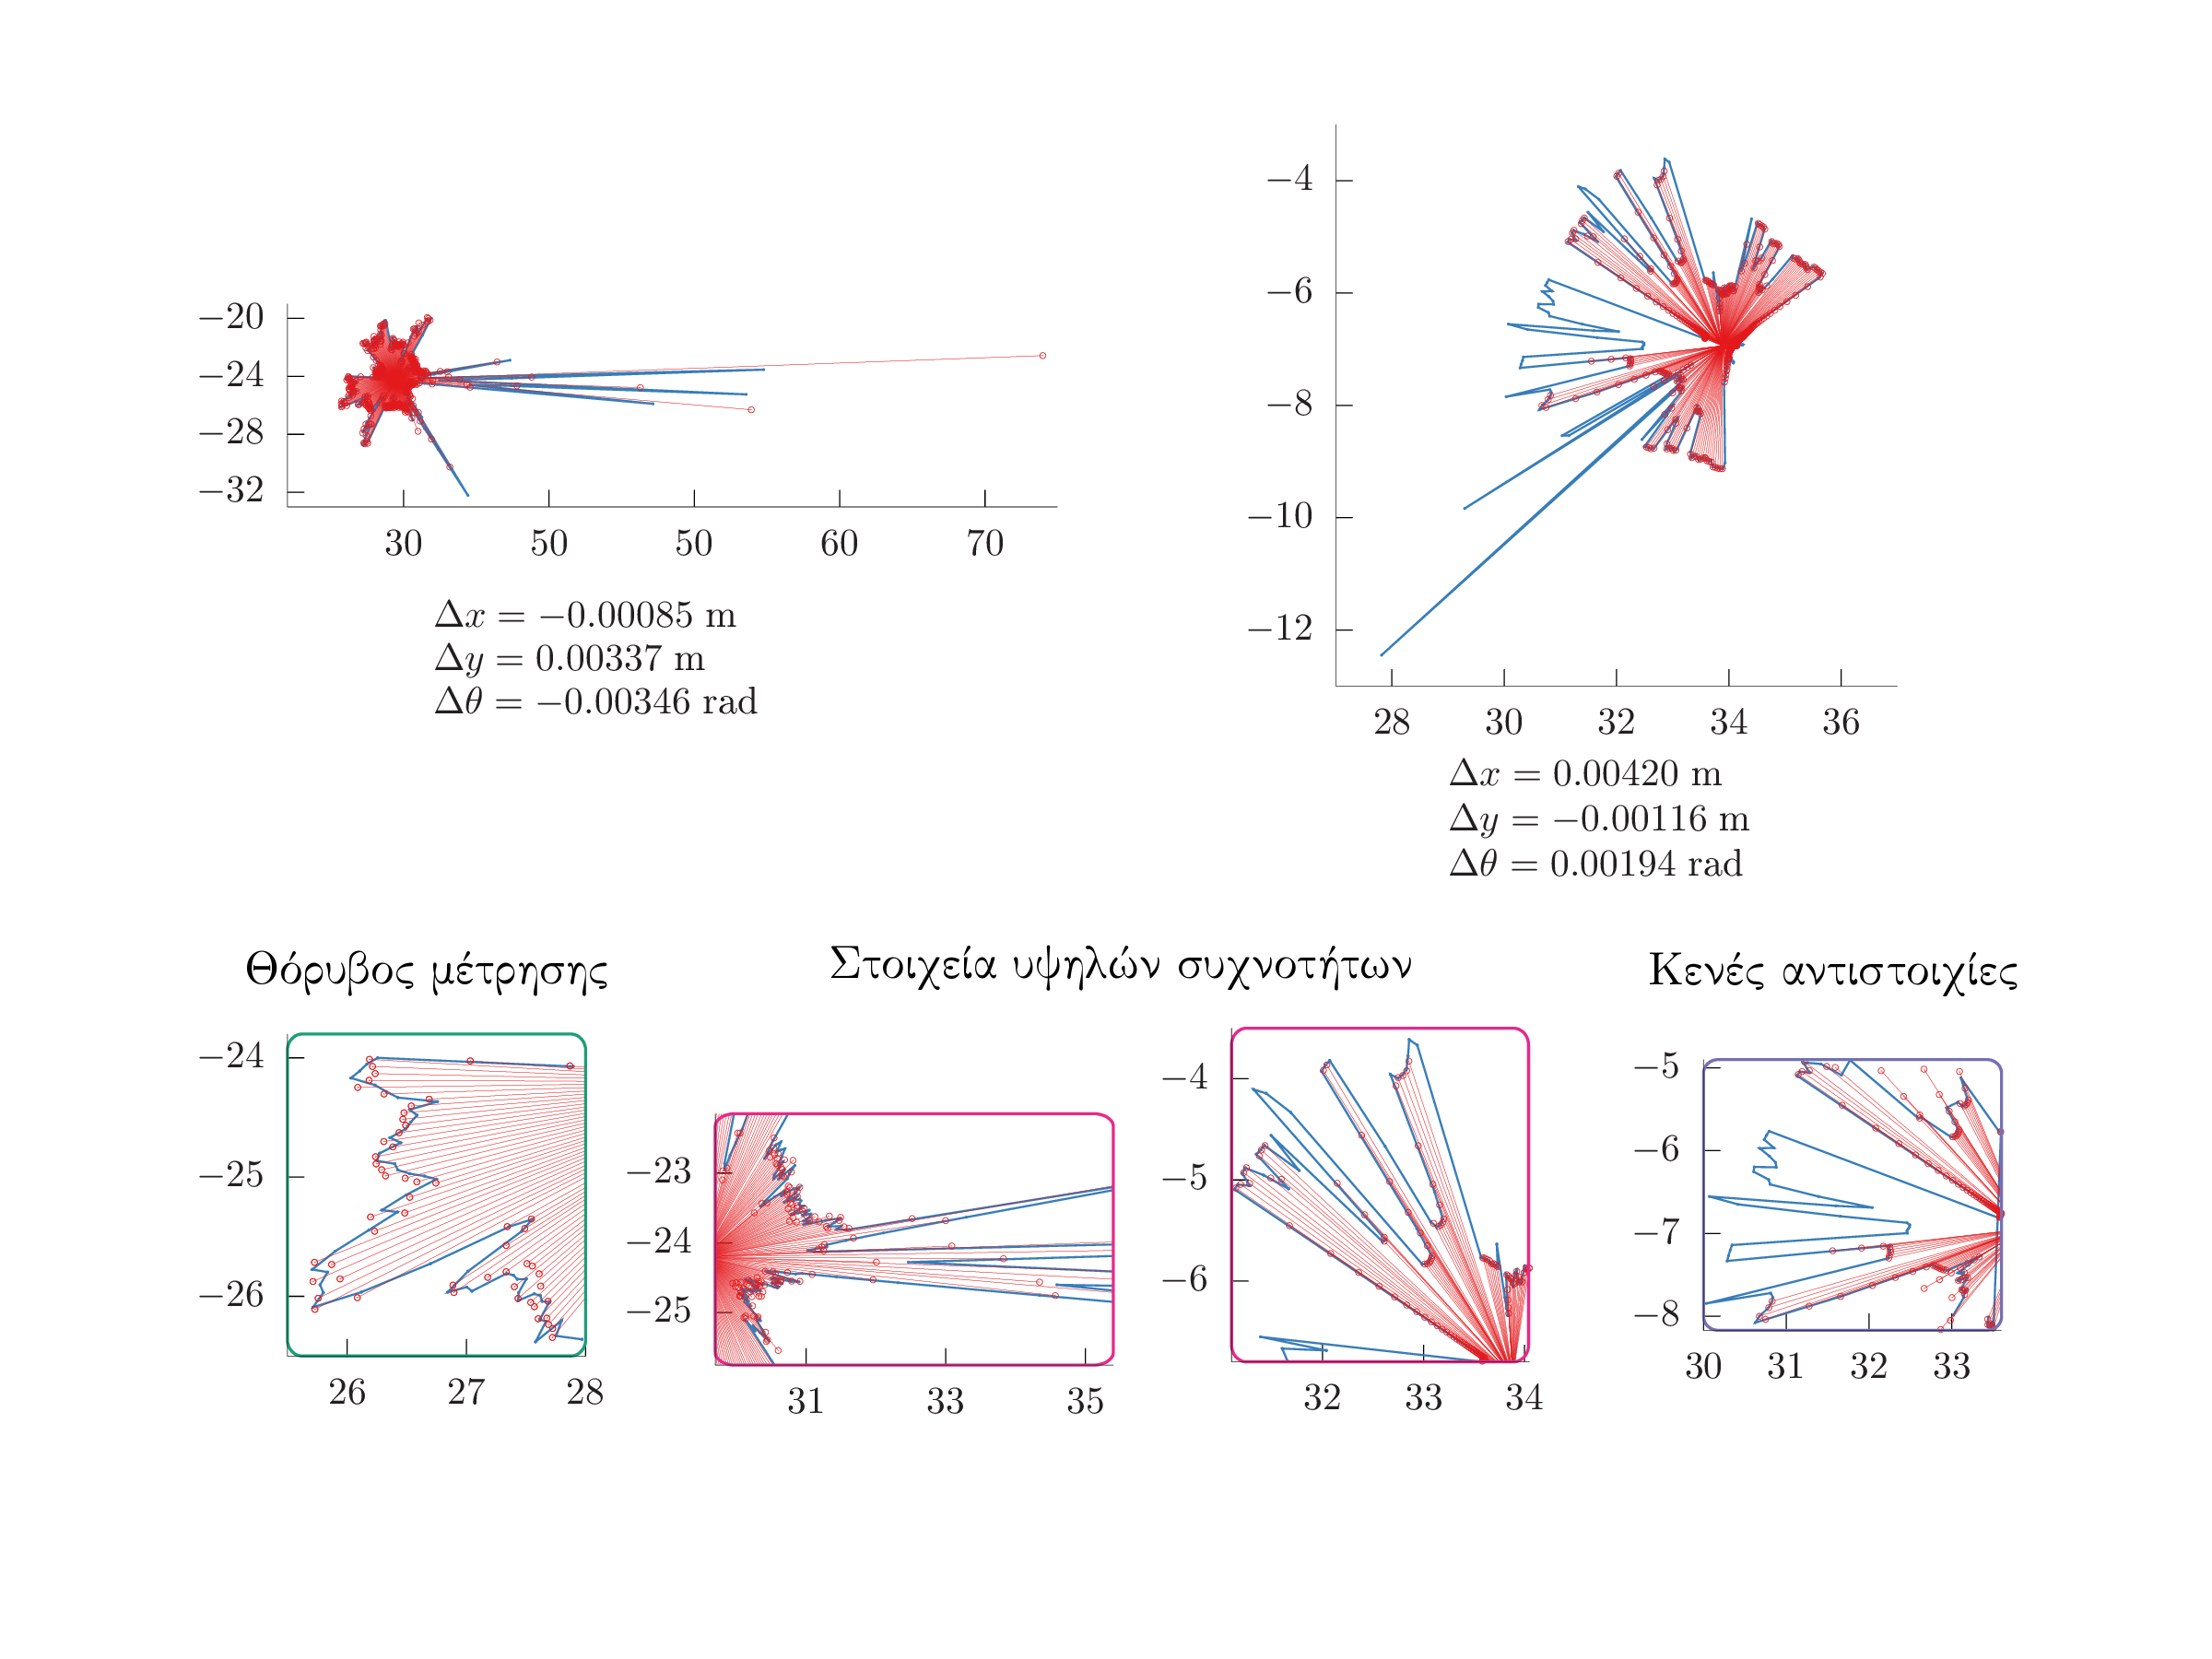 −20
−24
−28
−32
30 50 50 60 70
Δx = −0.00085 m
Δy = 0.00337 m
Δθ = −0.00346 rad
−4
−6
−8
−10
−12
28 30 32 34 36
Δx = 0.00420 m
Δy = −0.00116 m
Δθ = 0.00194 rad
Θόρυβος μέτρησης
−24
−25
−26
26 27 28
Στοιχεία υψηλών συχνοτήτων
−23
−24
−25
31 33 35
−4
−5
−6
32 33 34
Κενές αντιστοιχίες
−5
−6
−7
−8
30 31 32 33